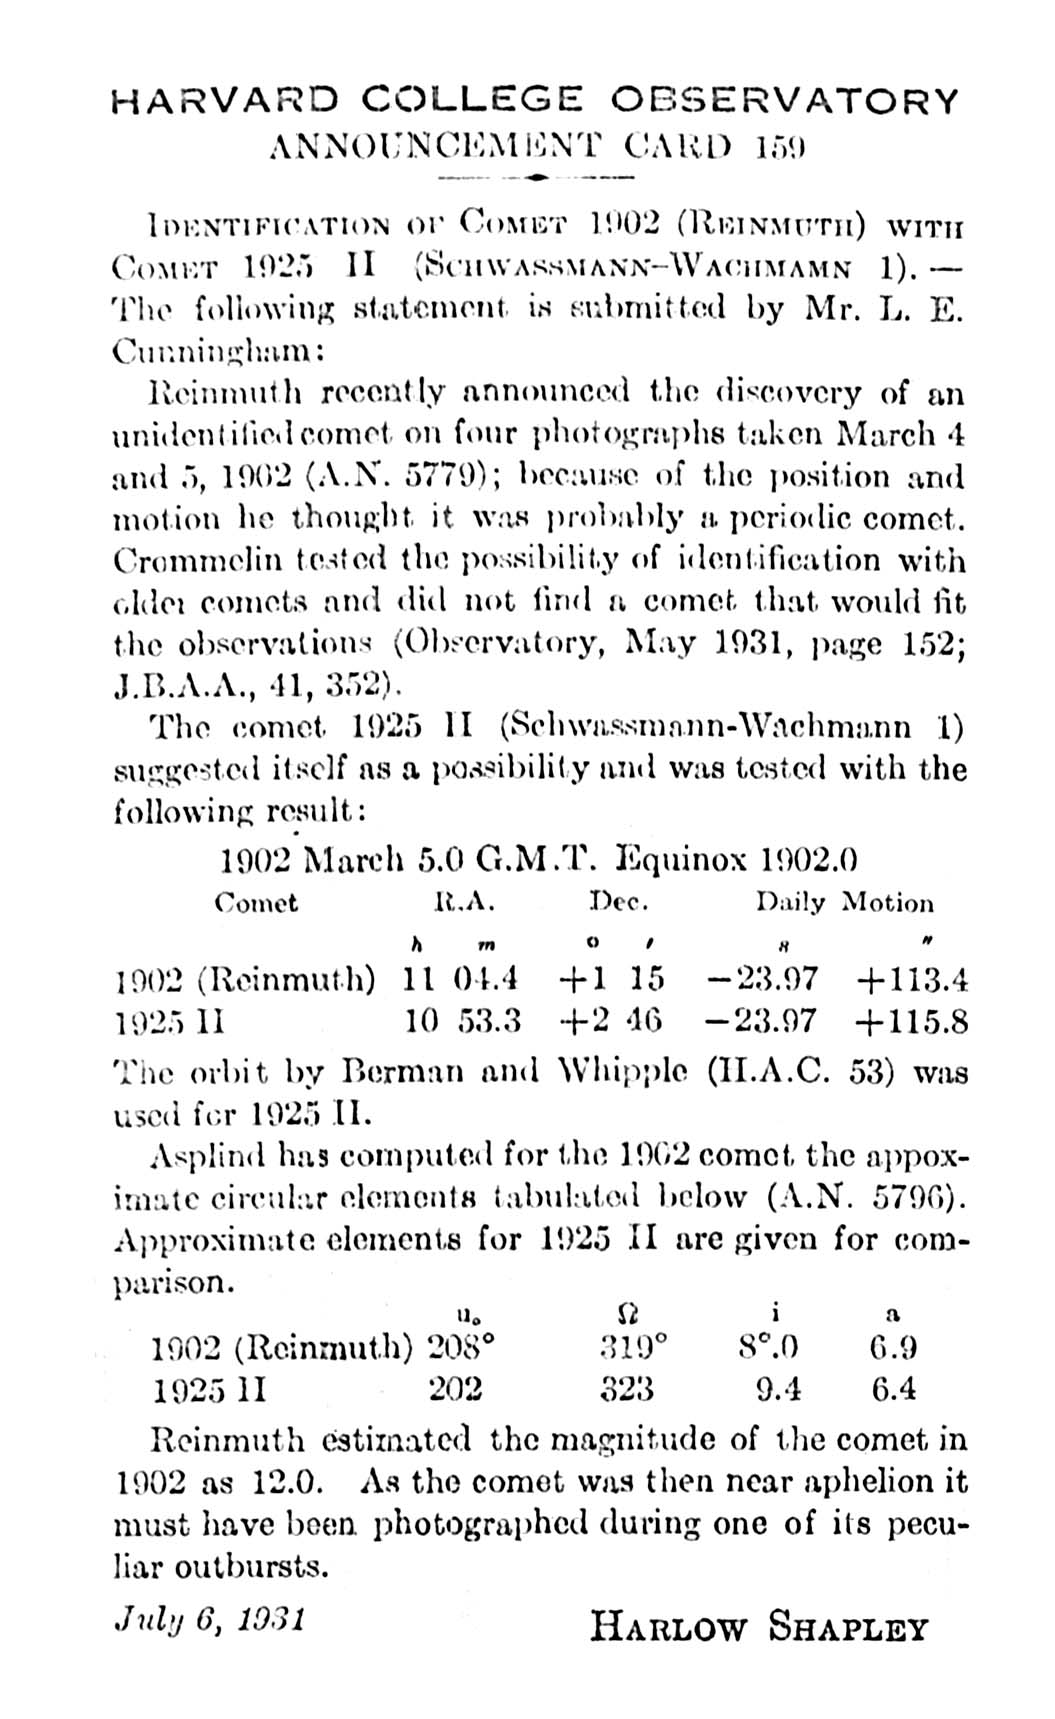 HARVARD COLLEGE OBSERVATORY
ANNOUNCEMENT CARD 159
IDENTIFICATION OF COMET 1902 (REINMUTH) WITH
COMET 1925 II (SCHWASSMANN–WACHMAMN 1). —
The following statement is submitted by Mr. L. E.
Cunningham:
Reinmuth recently announced the discovery of an
unidentified comet on four photographs taken March 4
and 5, 1902 (A.N. 5779); because of the position and
motion he thought it was probably a periodic comet.
Crommelin tested the possibility of identification with
older comets and did not find a comet that would fit
the observations (Observatory, May 1931, page 152;
J.B.A.A., 41, 352).
The comet 1925 II (Schwassmann-Wachmann 1)
suggested itself as a possibility and was tested with the
following result:
1902 March 5.0 G.M.T. Equinox 1902.0
Comet R.A. Dec. Daily Motion
h m o ′ s ″
1902 (Reinmuth) 11 04.4 +1 15 −23.97 +113.4
1925 II 10 53.3 +2 46 −23.97 +115.8
The orbit by Berman and Whipple (H.A.C. 53) was
used for 1925 II.
Asplind has computed for the 1902 comet the appox-
imate circular elements tabulated below (A.N. 5796).
Approximate elements for 1925 II are given for com-
parison.
u₀ Ω i a
1902 (Reinmuth) 208° 319° 8°.0 6.9
1925 II 202 323 9.4 6.4
Reinmuth estimated the magnitude of the comet in
1902 as 12.0. As the comet was then near aphelion it
must have been photographed during one of its pecu-
liar outbursts.
July 6, 1931 HARLOW SHAPLEY